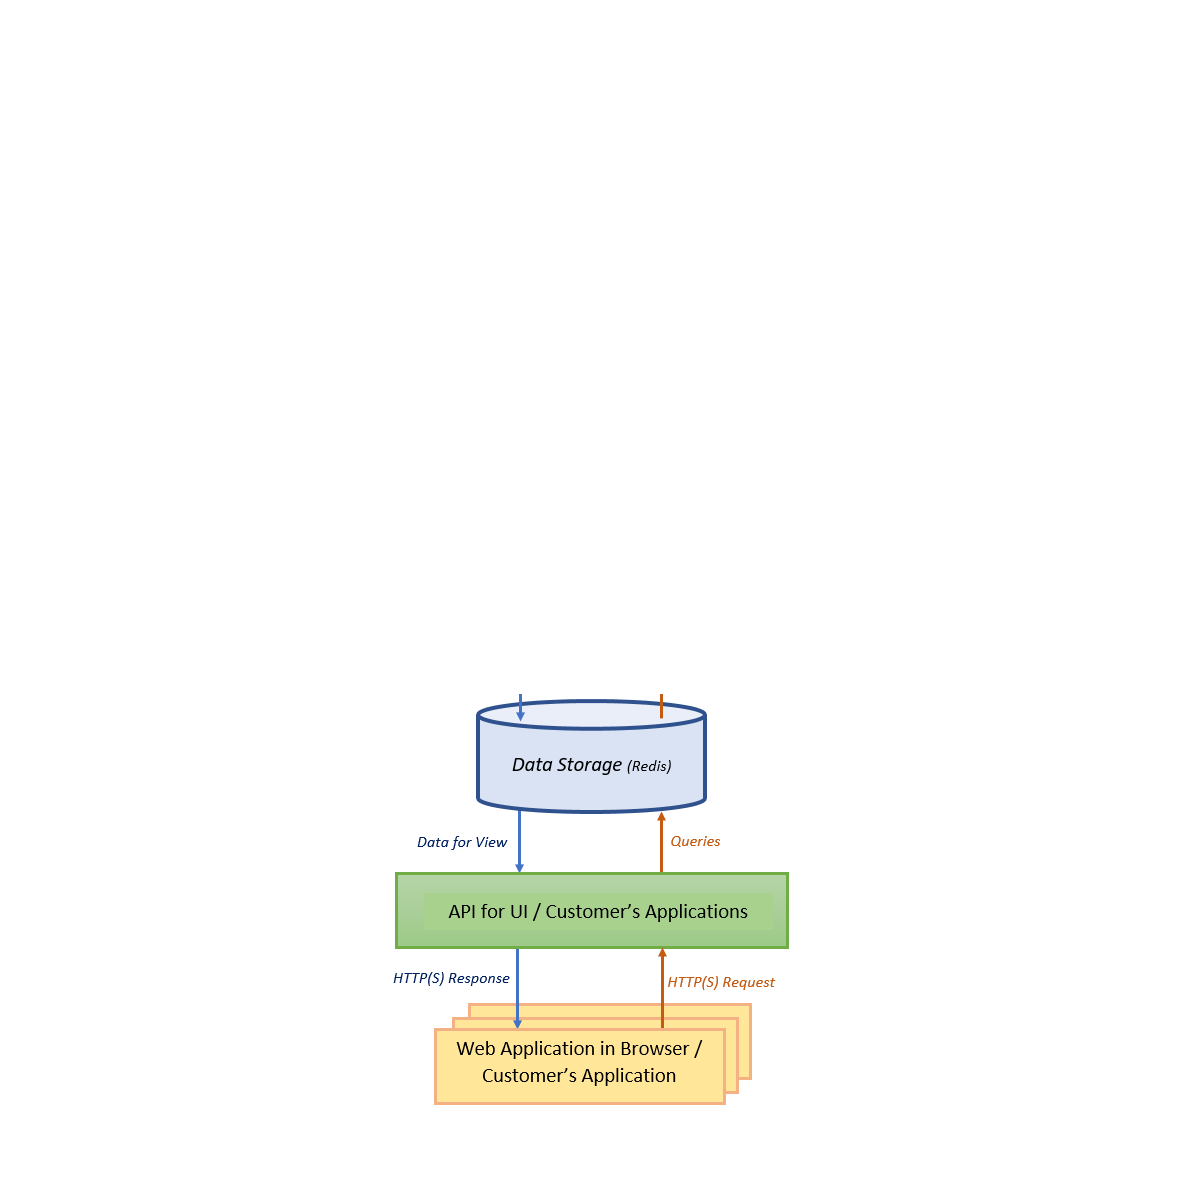 Data Storage (Redis)
Data for View
Queries
API for UI / Customer’s Applications
HTTP(S) Response
HTTP(S) Request
Web Application in Browser /
Customer’s Application